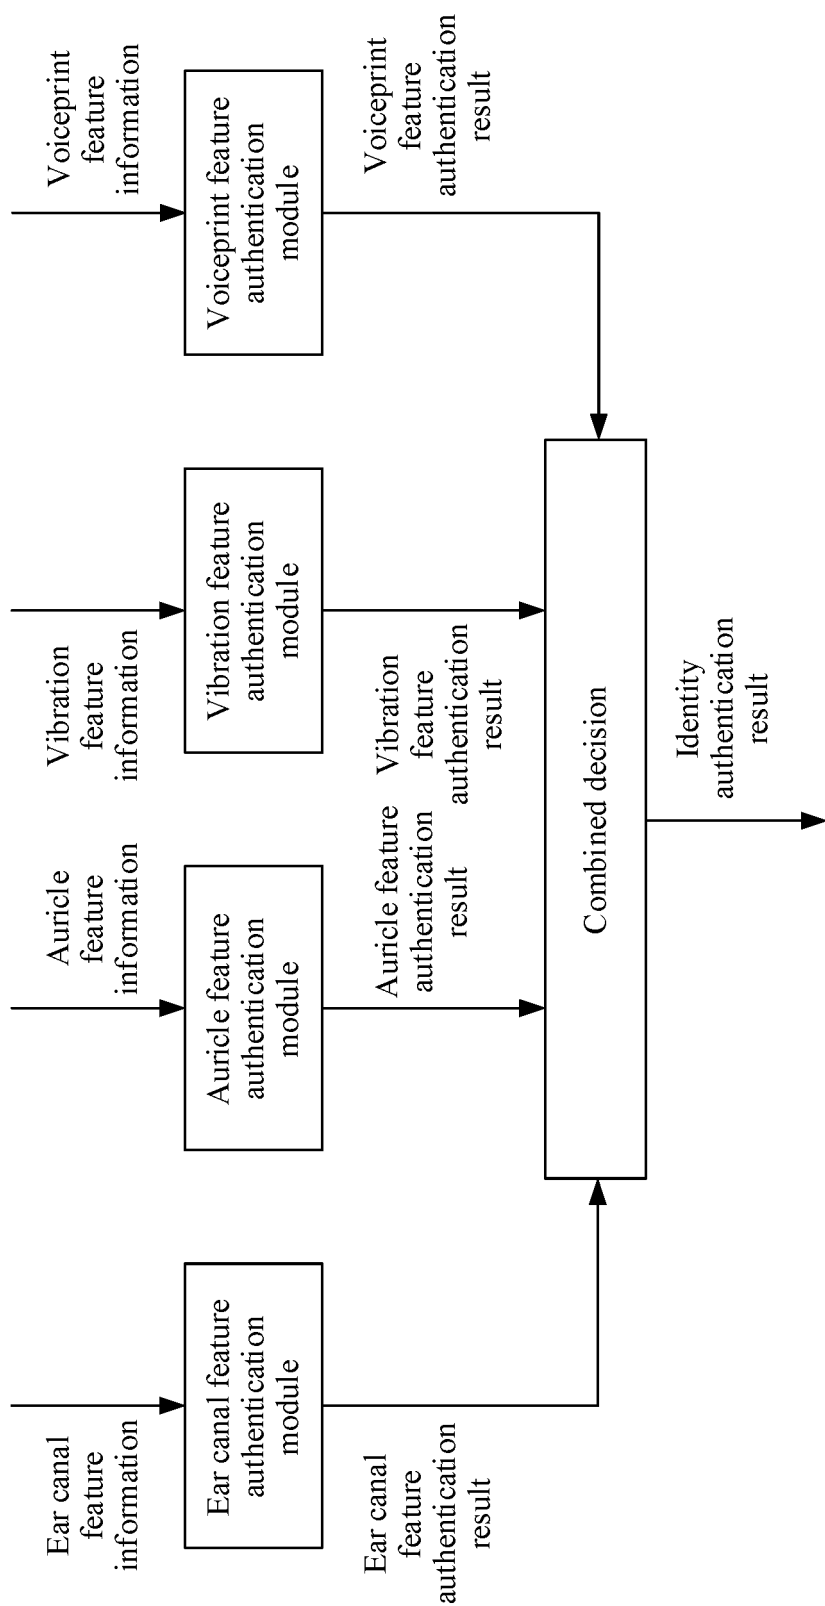 Voiceprint
feature
information
Voiceprint feature
authentication
module
Voiceprint
feature
authentication
result
Vibration
feature
information
Vibration feature
authentication
module
Vibration
feature
authentication
result
Auricle
feature
information
Auricle feature
authentication
module
Auricle feature
authentication
result
Ear canal
feature
information
Ear canal feature
authentication
module
Ear canal
feature
authentication
result
Combined decision
Identity
authentication
result